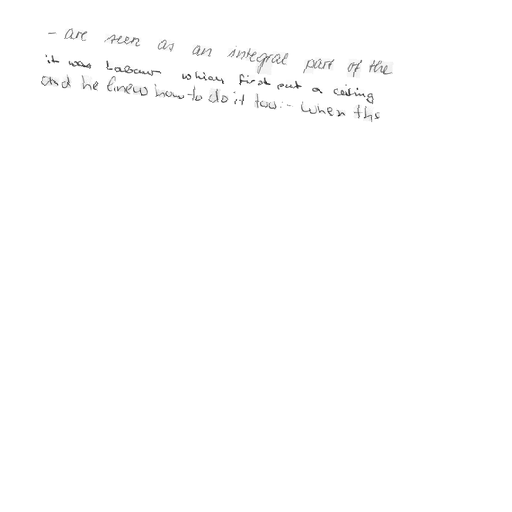 - are seen as an integral part of the
it was Labour which first put a ceiling
and he knew how to do it too:- when the